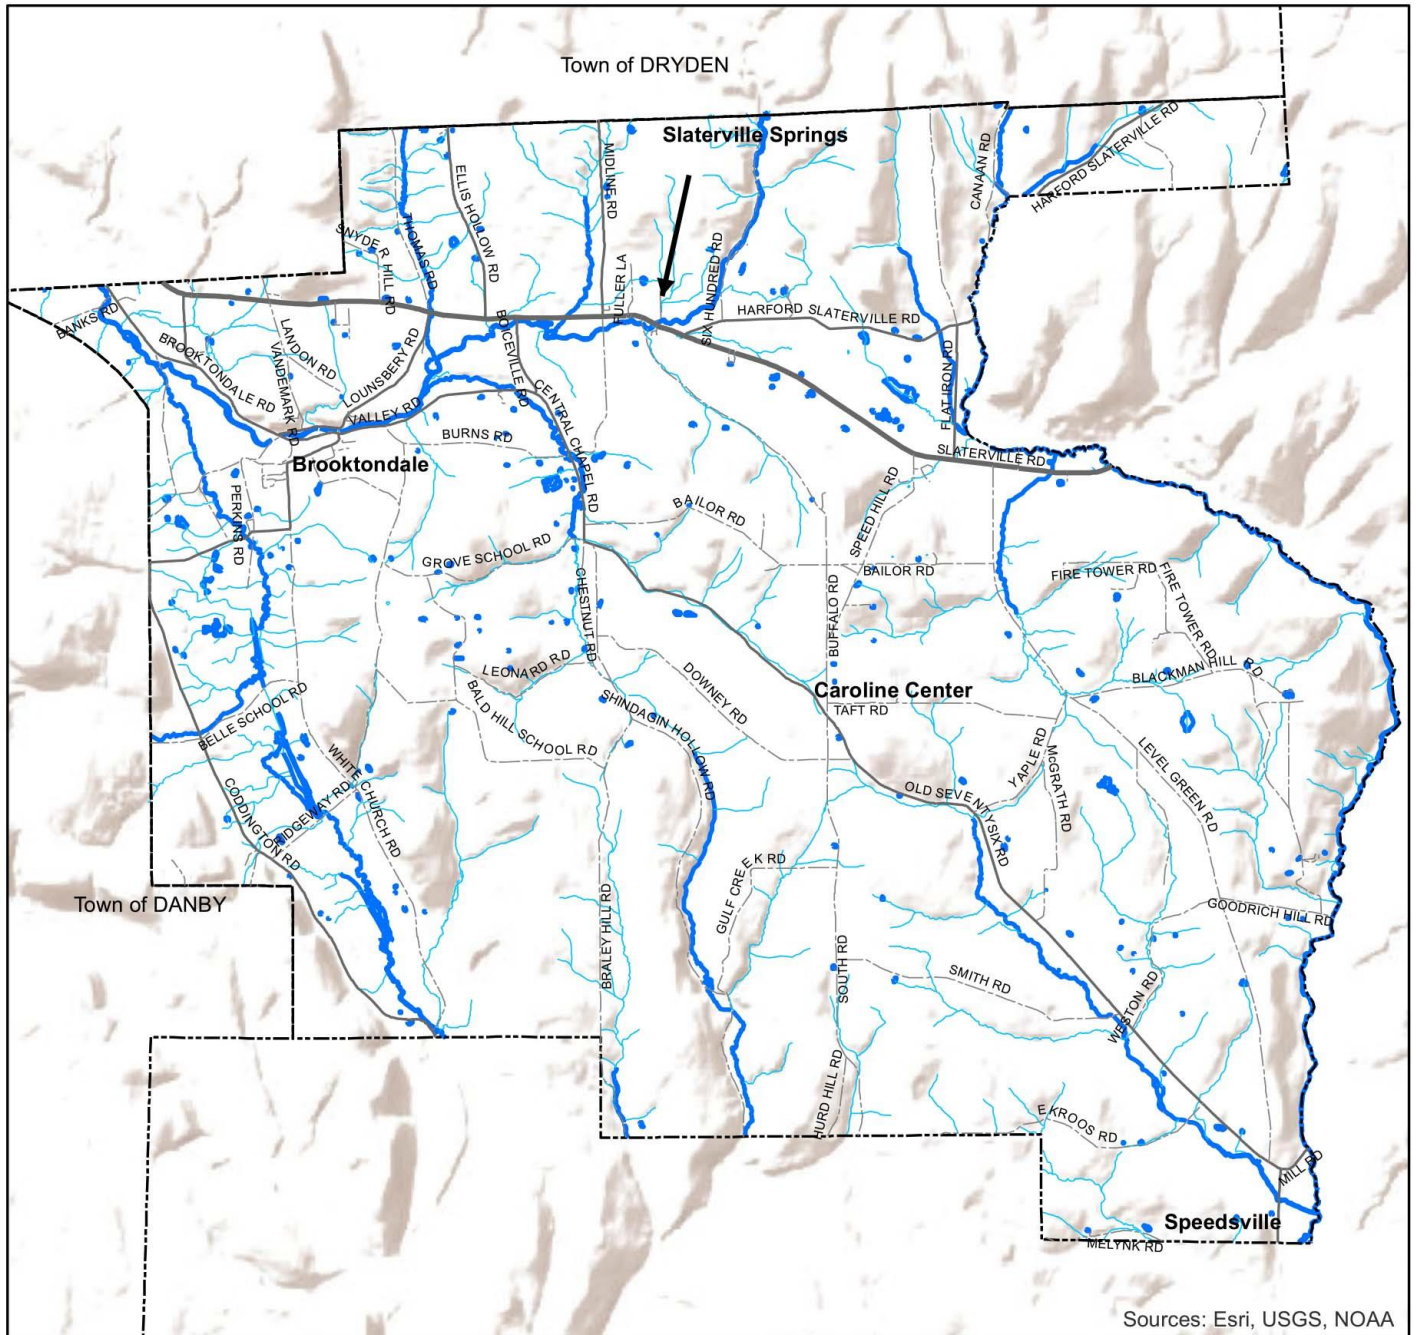 Town of DRYDEN
Slaterville Springs
HARFORD SLATERVILLE RD
CANAAN RD
MIDLINE RD
ELLIS HOLLOW RD
THOMAS RD
SNYDER HILL RD
SIX HUNDRED RD
FULLER LA
HARFORD SLATERVILLE RD
BANKS RD
BROOKTONDALE RD
LANDON RD
VANDEMARK RD
LOUNSBERY RD
BOICEVILLE RD
CENTRAL CHAPEL RD
FLAT IRON RD
VALLEY RD
BURNS RD
SLATERVILLE RD
Brooktondale
PERKINS RD
BAILOR RD
SPEED HILL RD
GROVE SCHOOL RD
BAILOR RD
FIRE TOWER RD
FIRE TOWER RD
CHESTNUT RD
BUFFALO RD
LEONARD RD
DOWNEY RD
BLACKMAN HILL RD
Caroline Center
TAFT RD
BELLE SCHOOL RD
BALD HILL SCHOOL RD
SHINDAGIN HOLLOW RD
YAPLE RD
McGRATH RD
LEVEL GREEN RD
WHITE CHURCH RD
RIDGEWAY RD
CODDINGTON RD
OLD SEVENTYSIX RD
GULF CREEK RD
Town of DANBY
GOODRICH HILL RD
BRALEY HILL RD
SOUTH RD
SMITH RD
WESTON RD
HURD HILL RD
E KROOS RD
MILL RD
Speedsville
MELYNK RD
Sources: Esri, USGS, NOAA